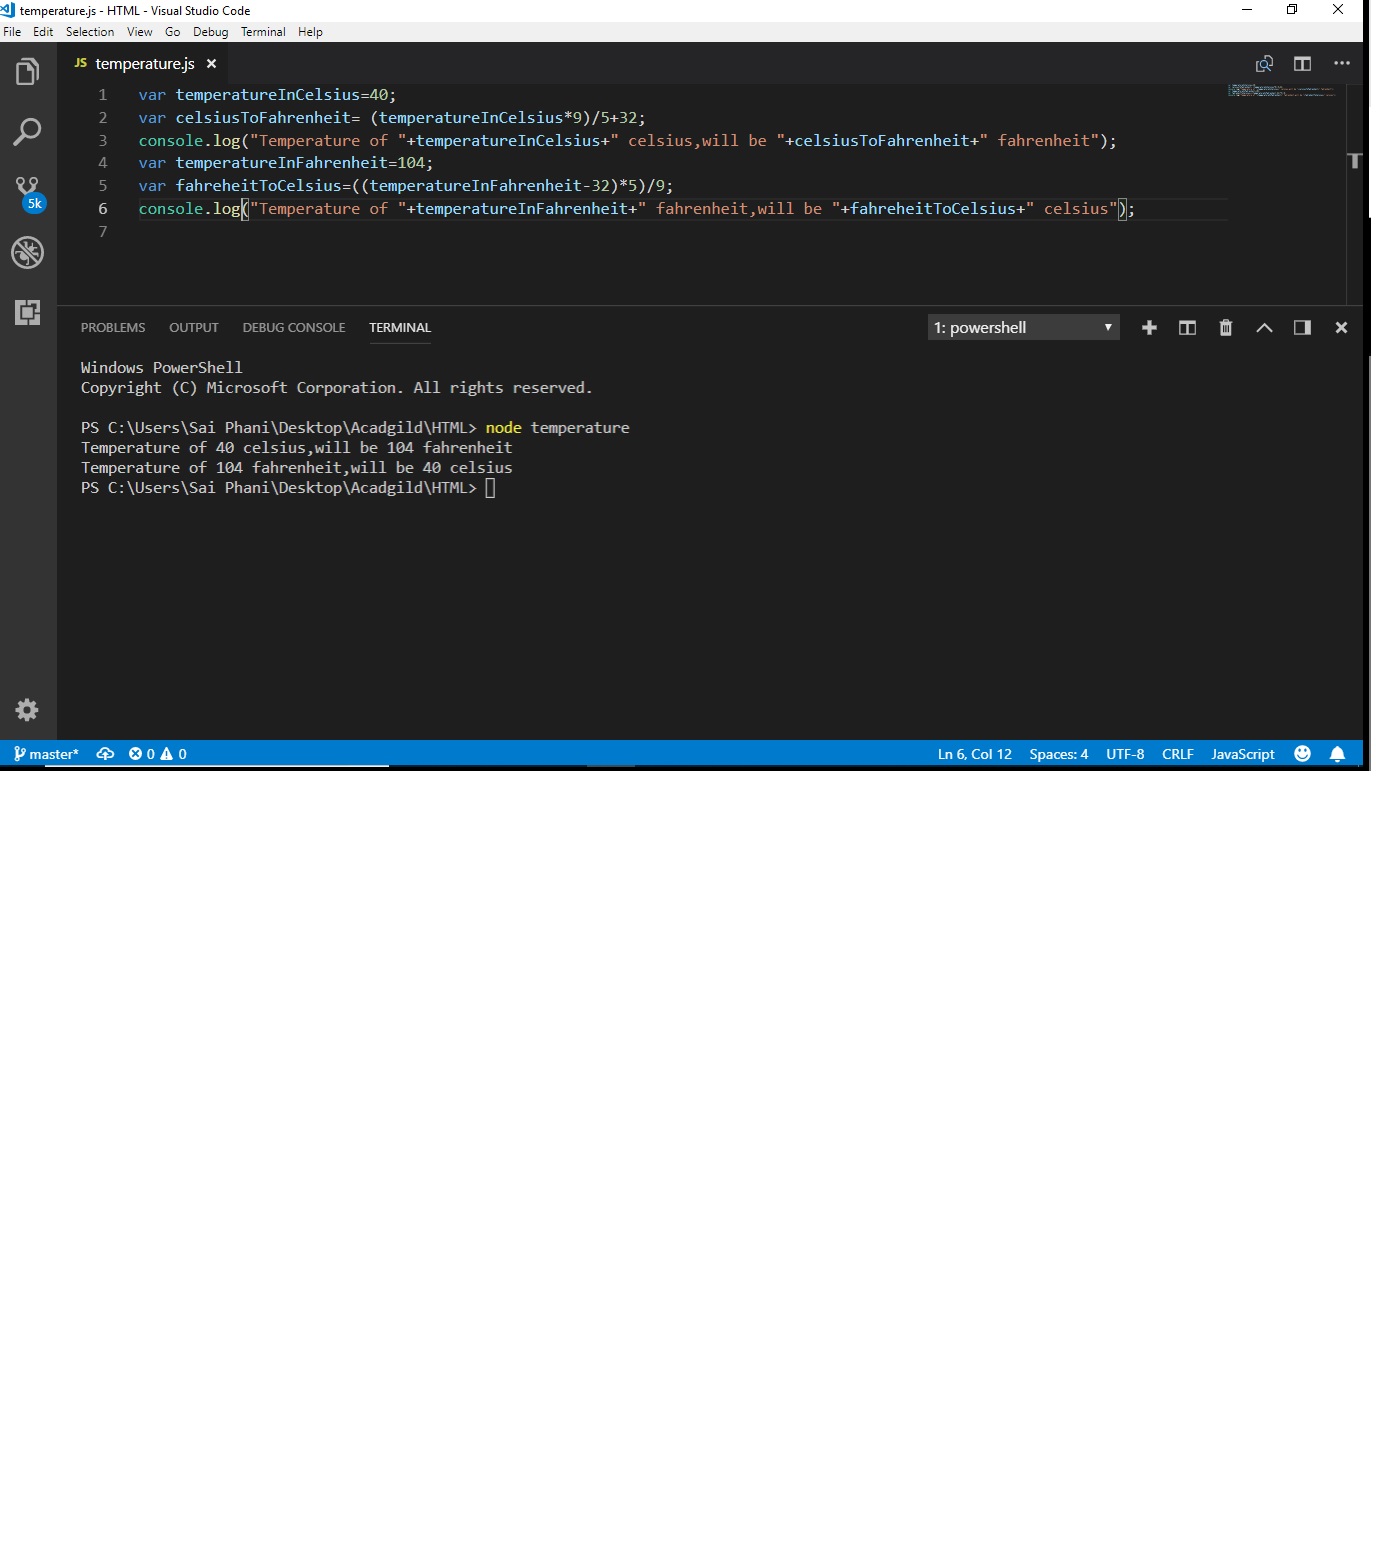 temperature.js - HTML - Visual Studio Code
File Edit Selection View Go Debug Terminal Help
JS temperature.js ×
1 var temperatureInCelsius=40;
2 var celsiusToFahrenheit= (temperatureInCelsius*9)/5+32;
3 console.log("Temperature of "+temperatureInCelsius+" celsius,will be "+celsiusToFahrenheit+" fahrenheit");
4 var temperatureInFahrenheit=104;
5 var fahreheitToCelsius=((temperatureInFahrenheit-32)*5)/9;
6 console.log("Temperature of "+temperatureInFahrenheit+" fahrenheit,will be "+fahreheitToCelsius+" celsius");
7
5k
T
PROBLEMS OUTPUT DEBUG CONSOLE TERMINAL 1: powershell
Windows PowerShell
Copyright (C) Microsoft Corporation. All rights reserved.
PS C:\Users\Sai Phani\Desktop\Acadgild\HTML> node temperature
Temperature of 40 celsius,will be 104 fahrenheit
Temperature of 104 fahrenheit,will be 40 celsius
PS C:\Users\Sai Phani\Desktop\Acadgild\HTML>
master* 0 0 Ln 6, Col 12 Spaces: 4 UTF-8 CRLF JavaScript